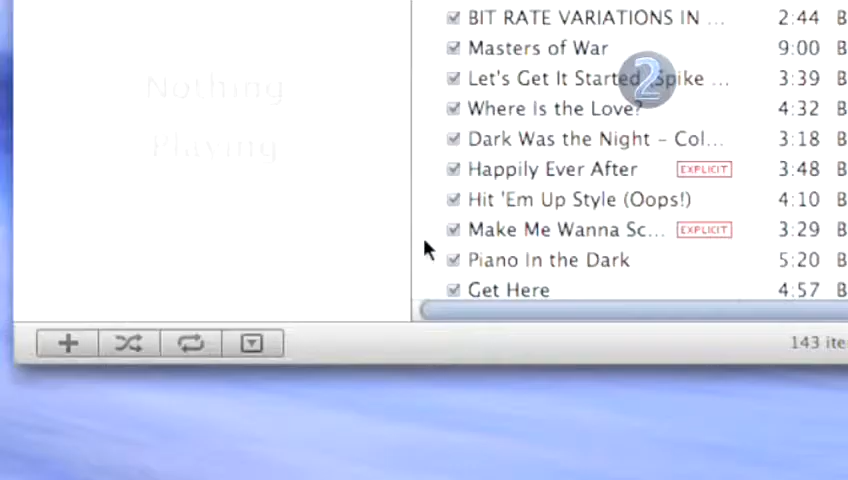 BIT RATE VARIATIONS IN ... 2:44 B
Masters of War 9:00 B
2
Let's Get It Started (Spike ... 3:39 B
Nothing
Where Is the Love? 4:32 B
Dark Was the Night - Col... 3:18 B
Playing
Happily Ever After EXPLICIT 3:48 B
Hit 'Em Up Style (Oops!) 4:10 B
Make Me Wanna Sc... EXPLICIT 3:29 B
Piano In the Dark 5:20 B
Get Here 4:57 B
143 ite